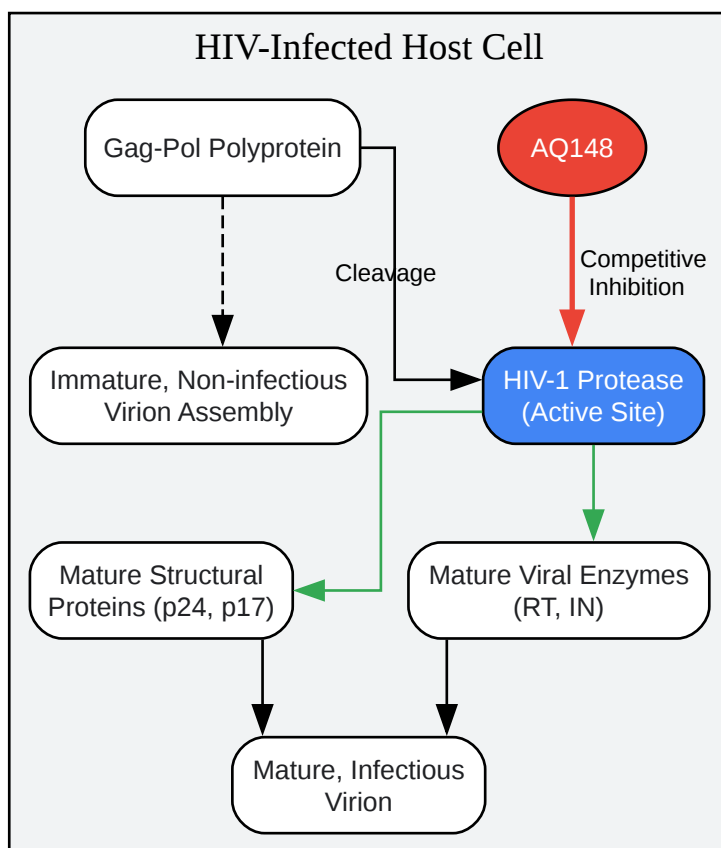 HIV-Infected Host Cell
Gag-Pol Polyprotein
AQ148
Cleavage
Competitive
Inhibition
Immature, Non-infectious
Virion Assembly
HIV-1 Protease
(Active Site)
Mature Structural
Proteins (p24, p17)
Mature Viral Enzymes
(RT, IN)
Mature, Infectious
Virion